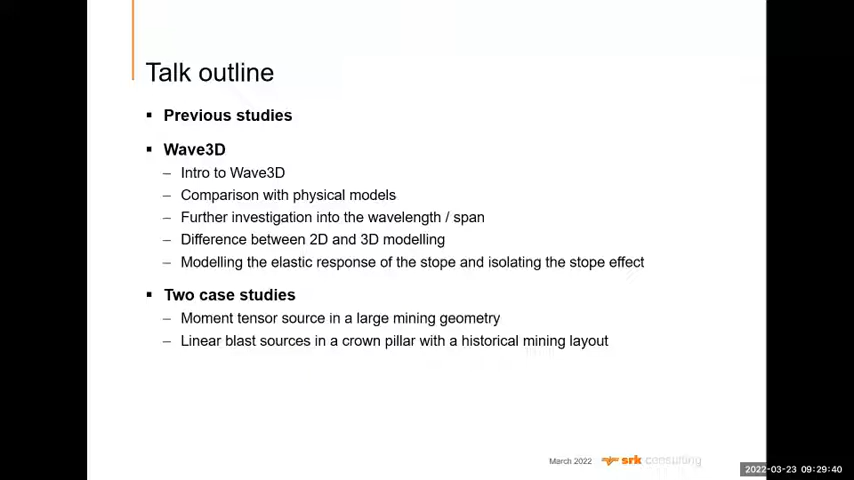 Talk outline
▪ Previous studies
▪ Wave3D
– Intro to Wave3D
– Comparison with physical models
– Further investigation into the wavelength / span
– Difference between 2D and 3D modelling
– Modelling the elastic response of the stope and isolating the stope effect
▪ Two case studies
– Moment tensor source in a large mining geometry
– Linear blast sources in a crown pillar with a historical mining layout
March 2022 srk consulting
2022-03-23 09:29:40